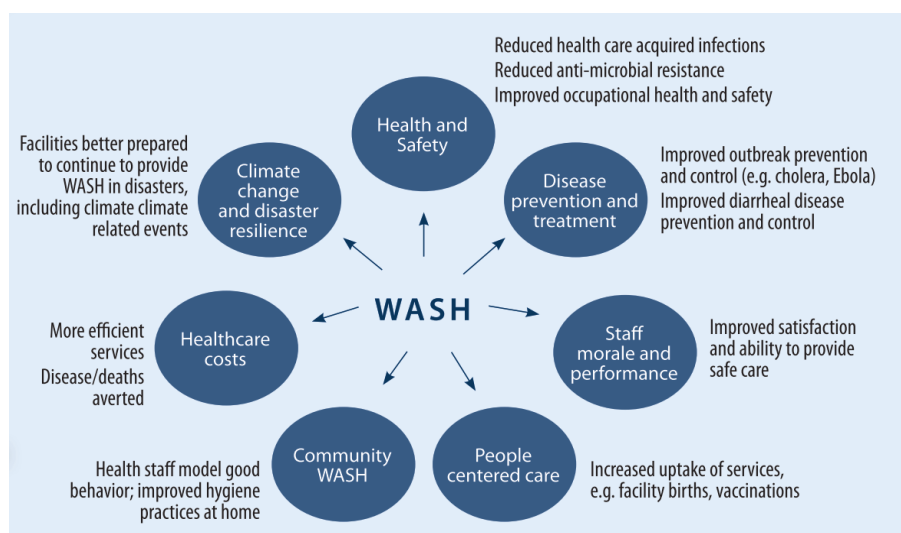 Reduced health care acquired infections
Reduced anti-microbial resistance
Improved occupational health and safety
Health and
Safety
Facilities better prepared
to continue to provide
WASH in disasters,
including climate climate
related events
Climate
change
and disaster
resilience
Disease
prevention and
treatment
Improved outbreak prevention
and control (e.g. cholera, Ebola)
Improved diarrheal disease
prevention and control
WASH
More efficient
services
Disease/deaths
averted
Healthcare
costs
Staff
morale and
performance
Improved satisfaction
and ability to provide
safe care
Health staff model good
behavior; improved hygiene
practices at home
Community
WASH
People
centered care
Increased uptake of services,
e.g. facility births, vaccinations